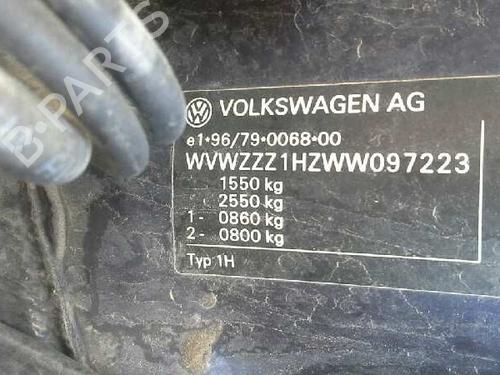 B-PARTS
VOLKSWAGEN AG
e1*96/79*0068*00
WVWZZZ1HZWW097223
1550 kg
2550 kg
1- 0860 kg
2- 0800 kg
Typ 1H